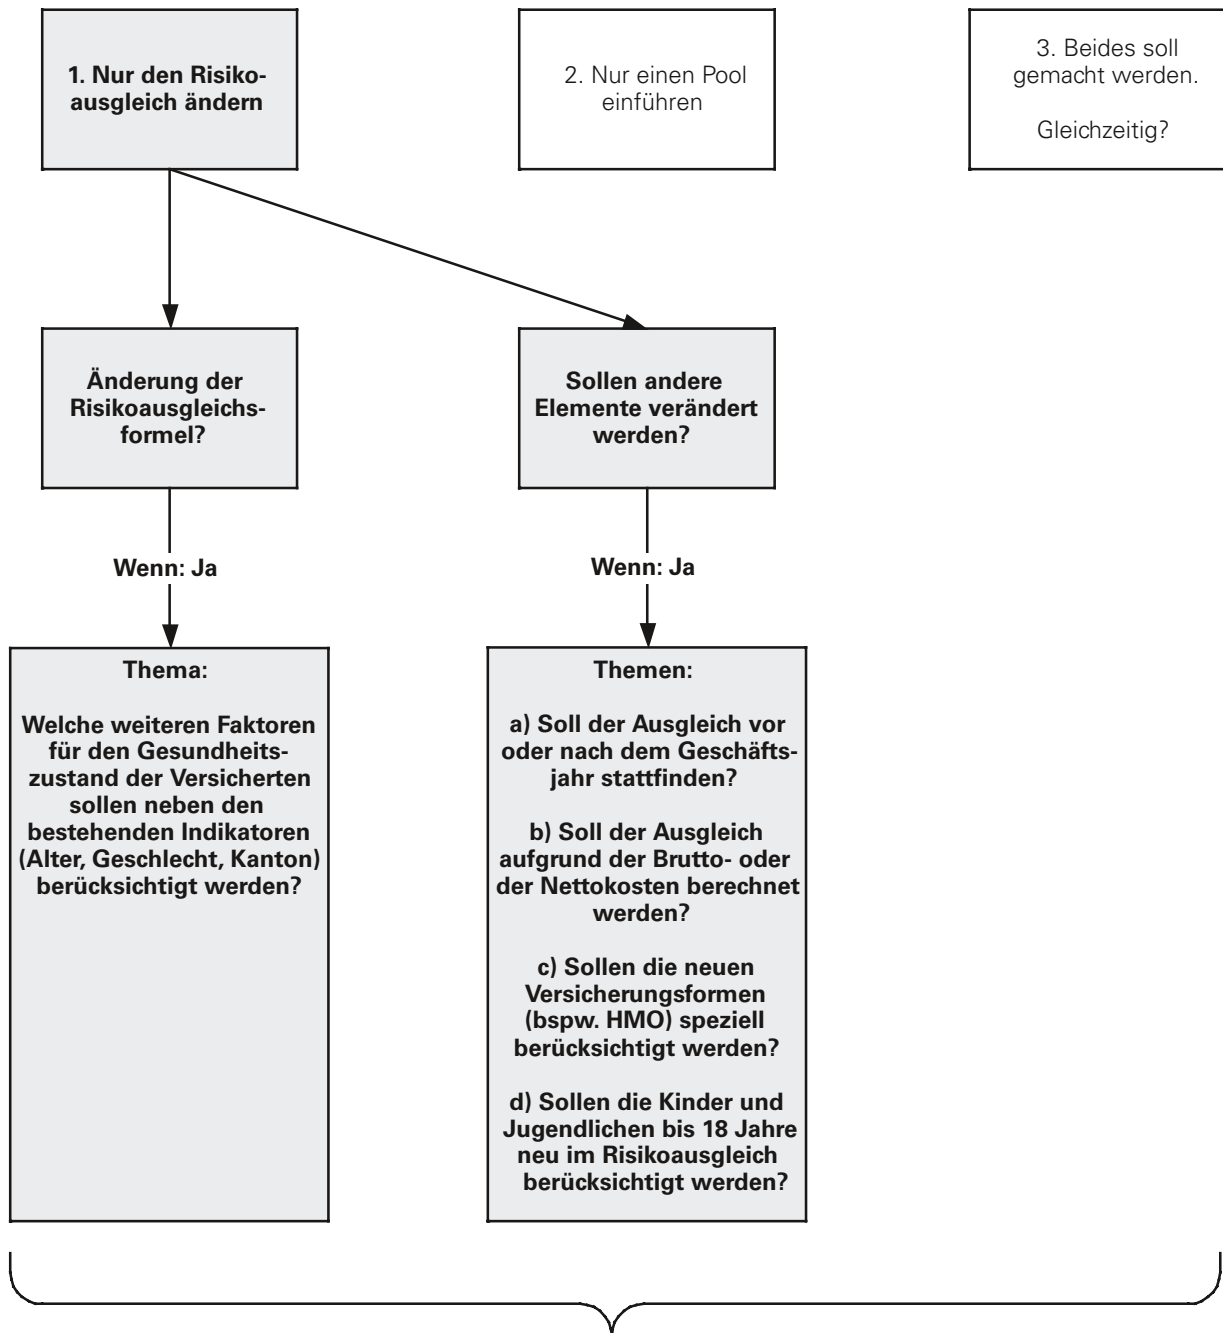 1. Nur den Risiko-
ausgleich ändern
2. Nur einen Pool
einführen
3. Beides soll
gemacht werden.
Gleichzeitig?
Änderung der
Risikoausgleichs-
formel?
Sollen andere
Elemente verändert
werden?
Wenn: Ja
Wenn: Ja
Thema:
Welche weiteren Faktoren
für den Gesundheits-
zustand der Versicherten
sollen neben den
bestehenden Indikatoren
(Alter, Geschlecht, Kanton)
berücksichtigt werden?
Themen:
a) Soll der Ausgleich vor
oder nach dem Geschäfts-
jahr stattfinden?
b) Soll der Ausgleich
aufgrund der Brutto- oder
der Nettokosten berechnet
werden?
c) Sollen die neuen
Versicherungsformen
(bspw. HMO) speziell
berücksichtigt werden?
d) Sollen die Kinder und
Jugendlichen bis 18 Jahre
neu im Risikoausgleich
berücksichtigt werden?